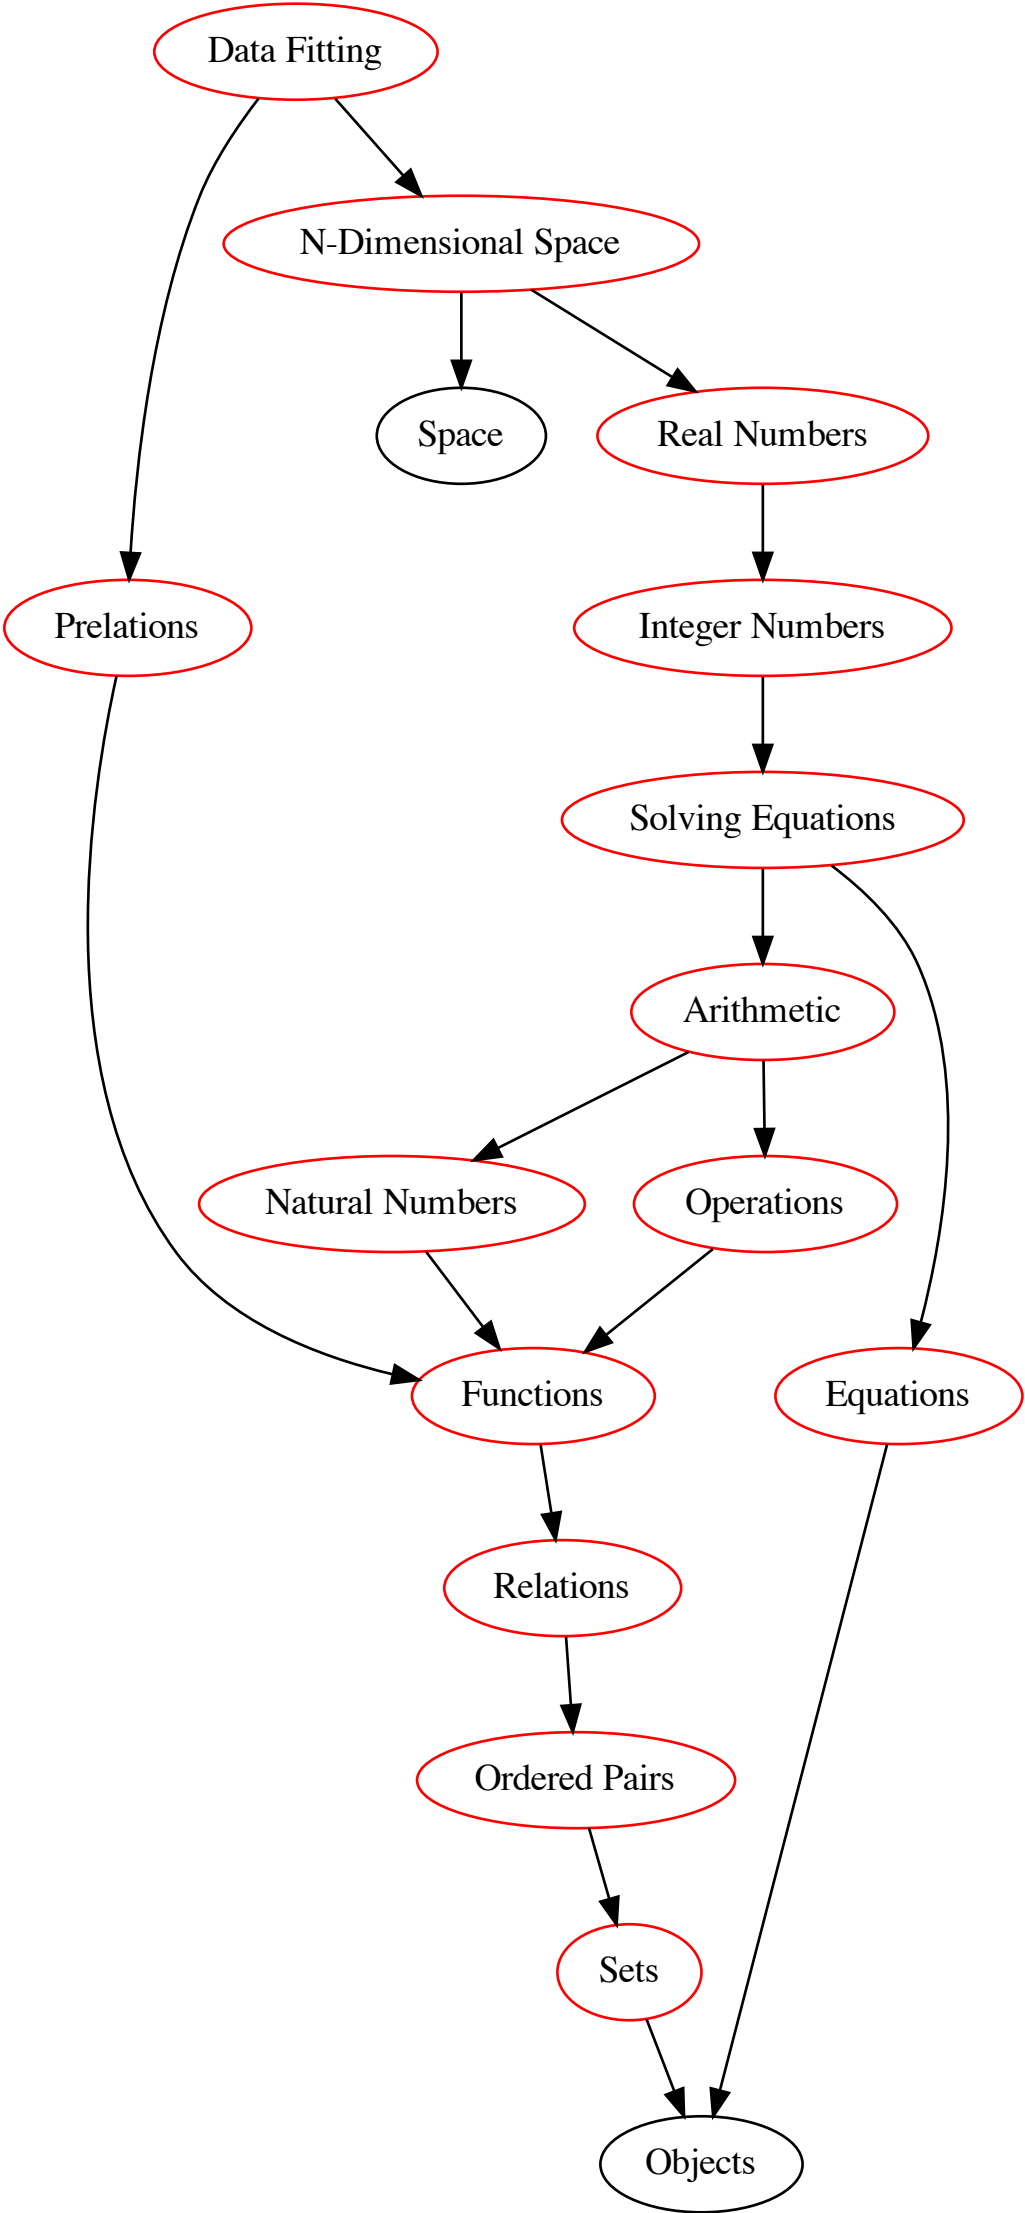 Data Fitting
N-Dimensional Space
Space
Real Numbers
Prelations
Integer Numbers
Solving Equations
Arithmetic
Natural Numbers
Operations
Functions
Equations
Relations
Ordered Pairs
Sets
Objects